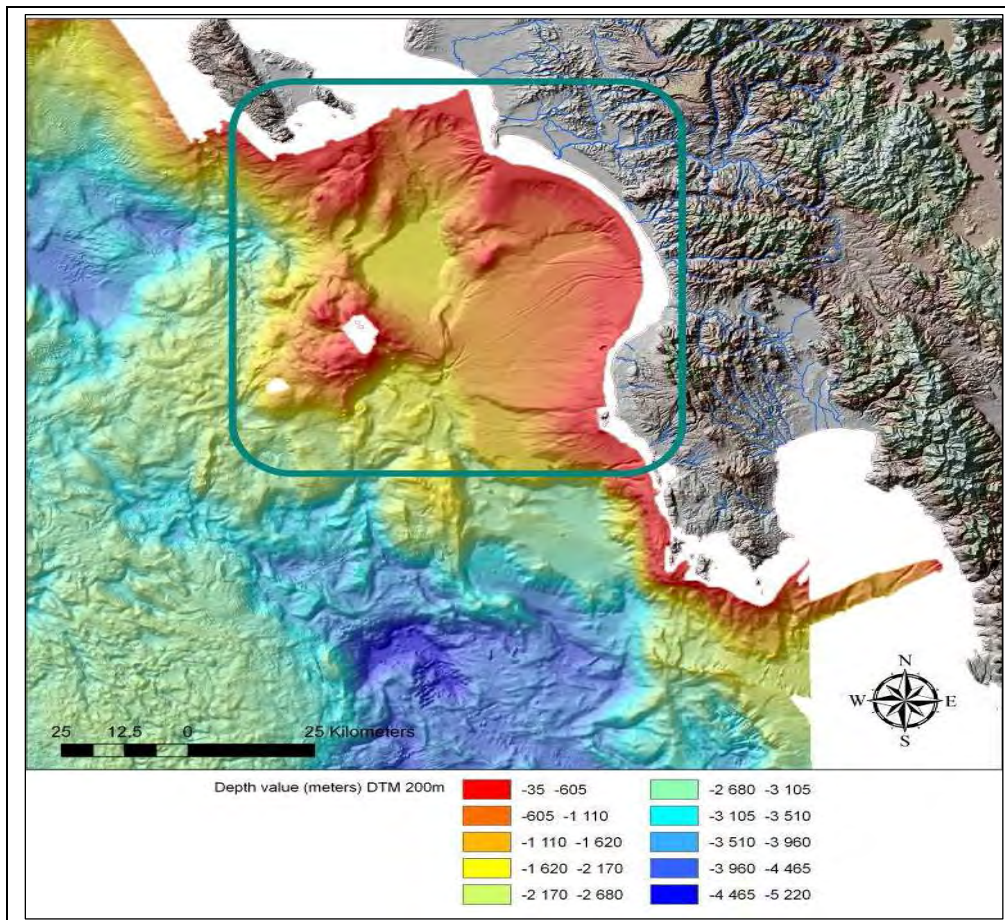 N
W E
S
25 12.5 0 25 Kilometers
Depth value (meters) DTM 200m
-35 -605
-605 -1 110
-1 110 -1 620
-1 620 -2 170
-2 170 -2 680
-2 680 -3 105
-3 105 -3 510
-3 510 -3 960
-3 960 -4 465
-4 465 -5 220